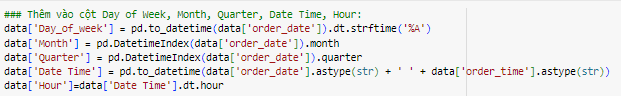 ### Thêm vào cột Day of Week, Month, Quarter, Date Time, Hour:
data['Day_of_week'] = pd.to_datetime(data['order_date']).dt.strftime('%A')
data['Month'] = pd.DatetimeIndex(data['order_date']).month
data['Quarter'] = pd.DatetimeIndex(data['order_date']).quarter
data['Date Time'] = pd.to_datetime(data['order_date'].astype(str) + ' ' + data['order_time'].astype(str))
data['Hour']=data['Date Time'].dt.hour